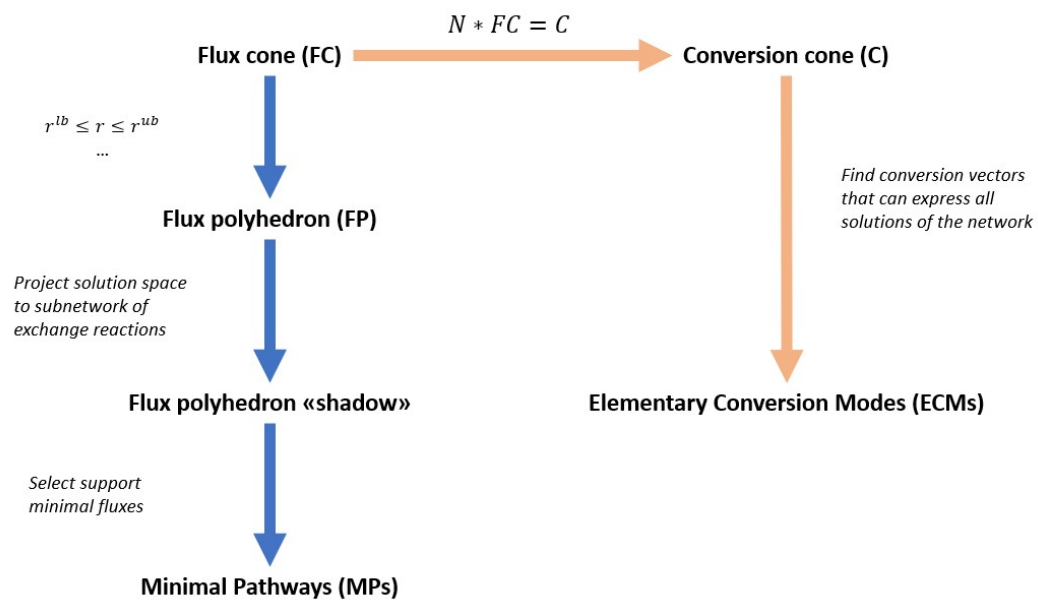 N * FC = C
Flux cone (FC)
Conversion cone (C)
r^{lb} ≤ r ≤ r^{ub}
...
Find conversion vectors
that can express all
solutions of the network
Flux polyhedron (FP)
Project solution space
to subnetwork of
exchange reactions
Flux polyhedron «shadow»
Elementary Conversion Modes (ECMs)
Select support
minimal fluxes
Minimal Pathways (MPs)